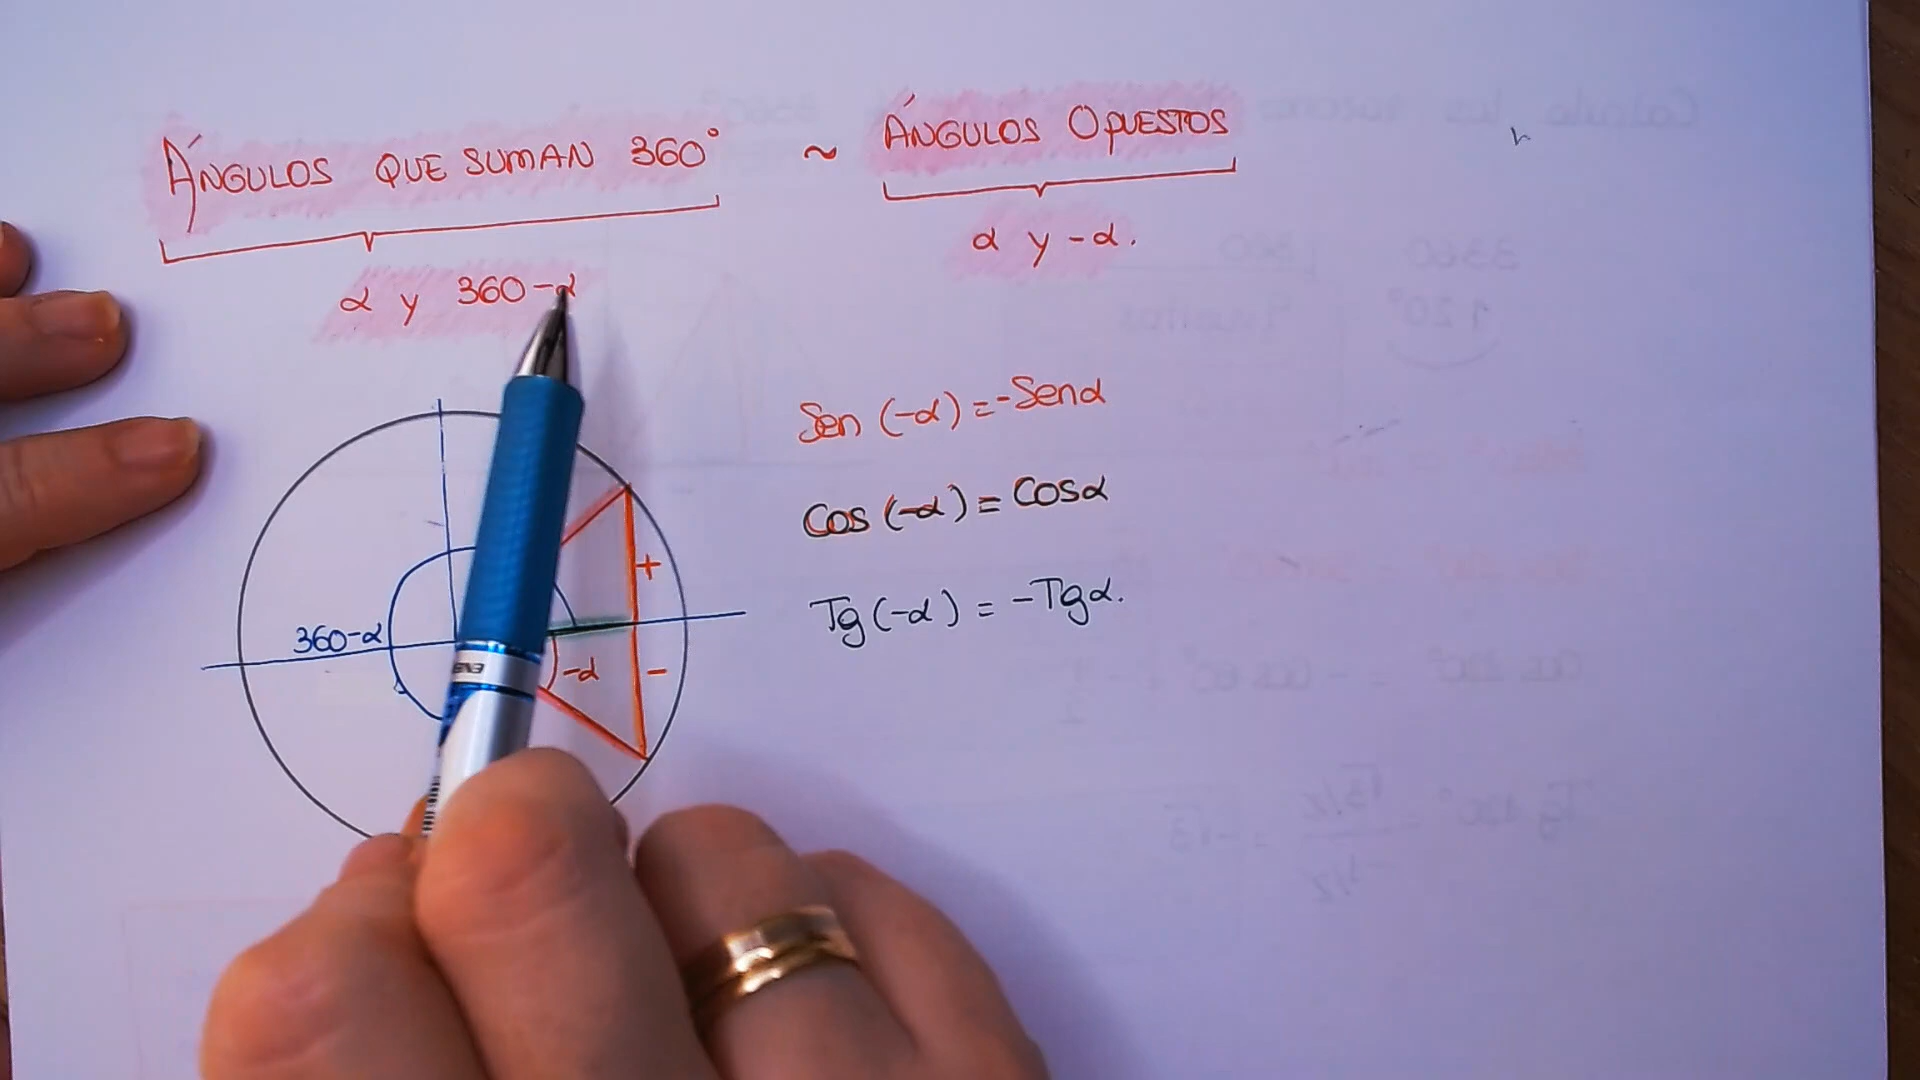 ÁNGULOS QUE SUMAN 360° ~ ÁNGULOS OPUESTOS
α y 360-α
α y -α.
Sen (-α) = -Senα
Cos (-α) = Cosα
Tg (-α) = -Tgα.
+
360-α
-α
-